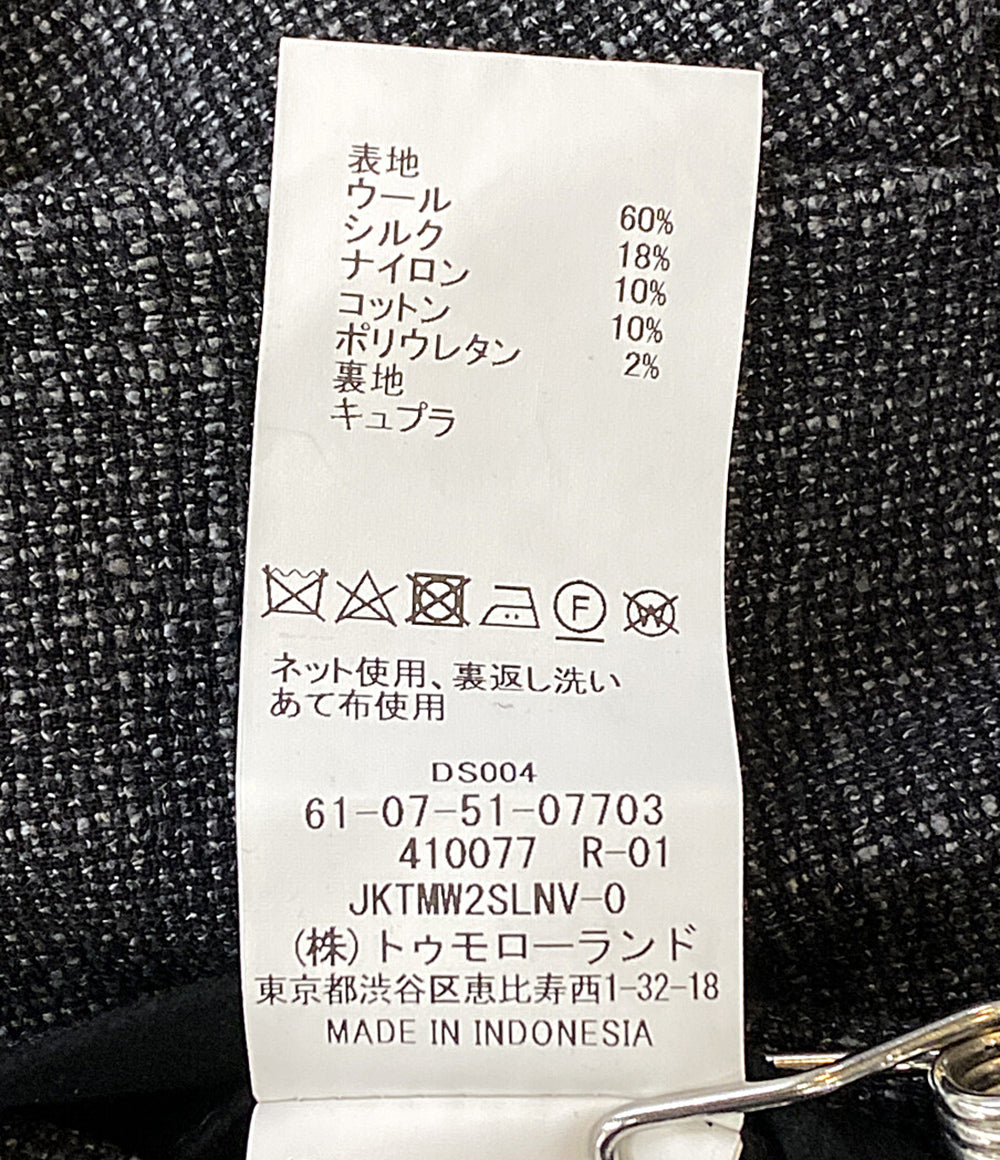 表地
ウール 60%
シルク 18%
ナイロン 10%
コットン 10%
ポリウレタン 2%
裏地
キュプラ
F
W
ネット使用、裏返し洗い
あて布使用
DS004
61-07-51-07703
410077 R-01
JKTMW2SLNV-0
(株)トゥモローランド
東京都渋谷区恵比寿西1-32-18
MADE IN INDONESIA